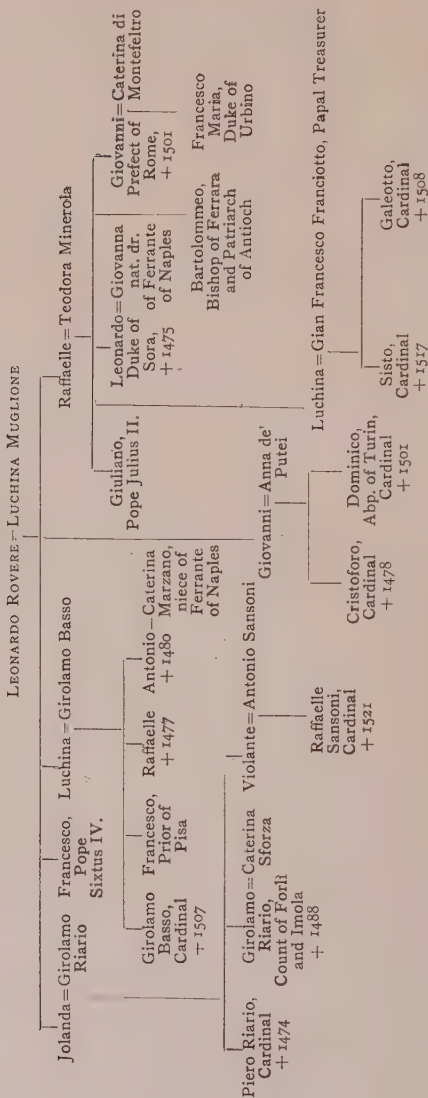 LEONARDO ROVERE = LUCHINA MUGLIONE
Jolanda = Girolamo
Riario
Francesco,
Pope
Sixtus IV.
Luchina = Girolamo Basso
Raffaelle = Teodora Minerola
Girolamo
Basso,
Cardinal
+ 1507
Francesco,
Prior of
Pisa
Raffaelle
+ 1477
Antonio — Caterina
+ 1480 Marzano,
niece of
Ferrante
of Naples
Giuliano,
Pope Julius II.
Leonardo = Giovanna
Duke of nat. dr.
Sora, of Ferrante
+ 1475 of Naples
Giovanni = Caterina di
Prefect of Montefeltro
Rome,
+ 1501
Bartolommeo,
Bishop of Ferrara
and Patriarch
of Antioch
Francesco
Maria,
Duke of
Urbino
Piero Riario,
Cardinal
+ 1474
Girolamo = Caterina
Riario, Sforza
Count of Forlì
and Imola
+ 1488
Violante = Antonio Sansoni
Giovanni = Anna de'
Putei
Luchina = Gian Francesco Franciotto, Papal Treasurer
Raffaelle
Sansoni,
Cardinal
+ 1521
Cristoforo,
Cardinal
+ 1478
Dominico,
Abp. of Turin,
Cardinal
+ 1501
Sisto,
Cardinal
+ 1517
Galeotto,
Cardinal
+ 1508